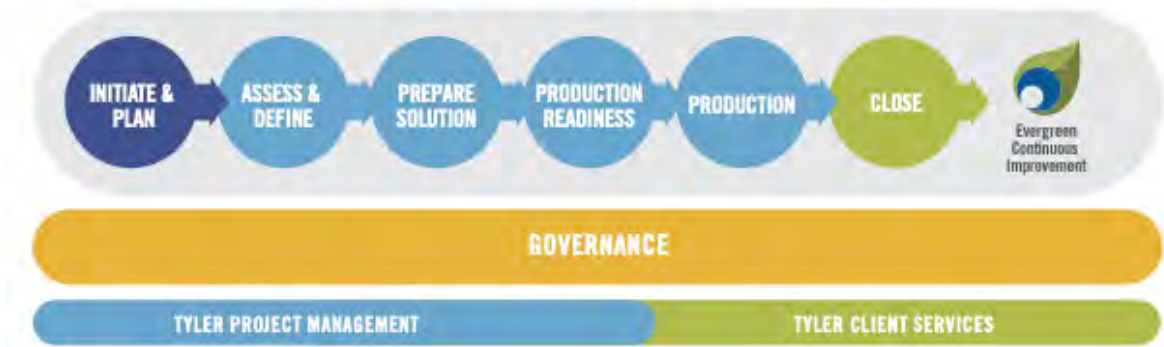 INITIATE &
PLAN
ASSESS &
DEFINE
PREPARE
SOLUTION
PRODUCTION
READINESS
PRODUCTION
CLOSE
Evergreen
Continuous
Improvement
GOVERNANCE
TYLER PROJECT MANAGEMENT
TYLER CLIENT SERVICES